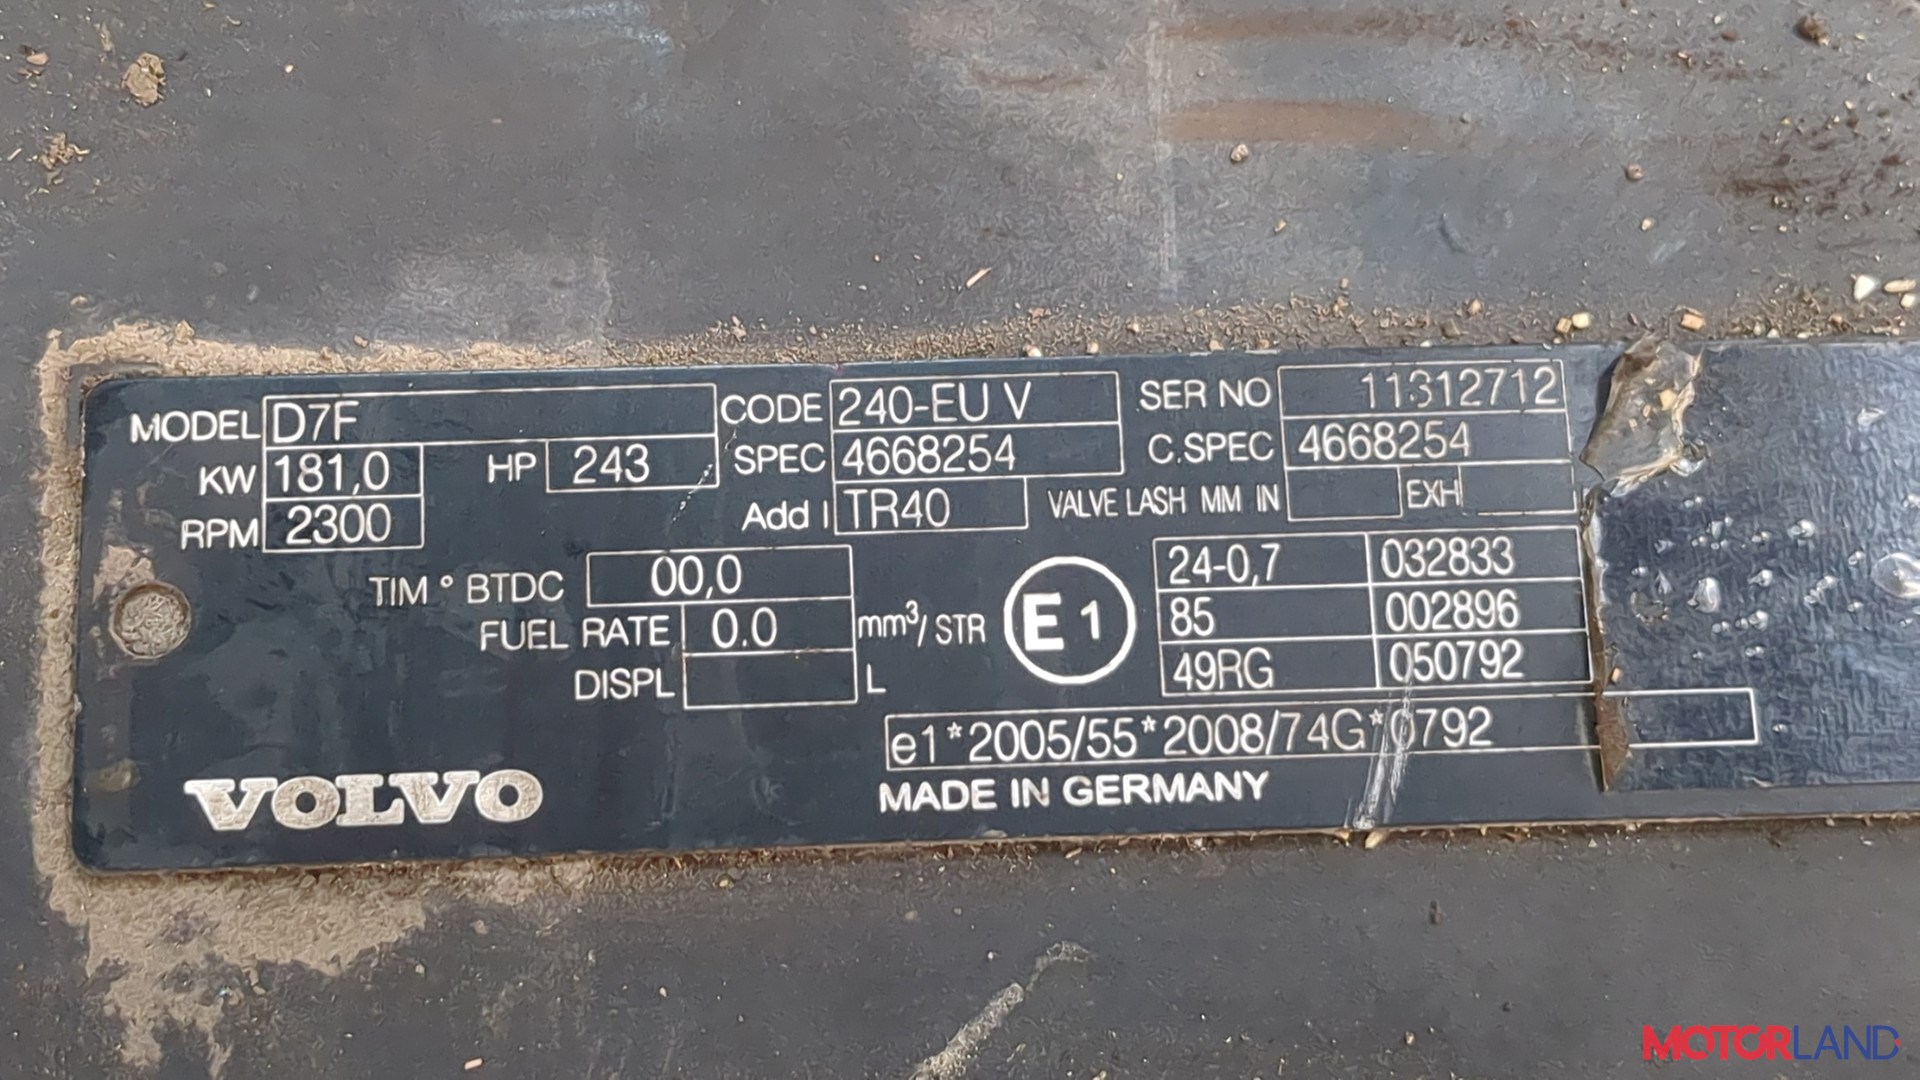 MODEL D7F CODE 240-EU V SER NO 11312712
KW 181,0 HP 243 SPEC 4668254 C.SPEC 4668254
RPM 2300 Add I TR40 VALVE LASH MM IN EXH
TIM ° BTDC 00,0 24-0,7 032833
FUEL RATE 0.0 mm³/ STR E1 85 002896
DISPL L 49RG 050792
e1*2005/55*2008/74G*0792
VOLVO MADE IN GERMANY
MOTORLAND